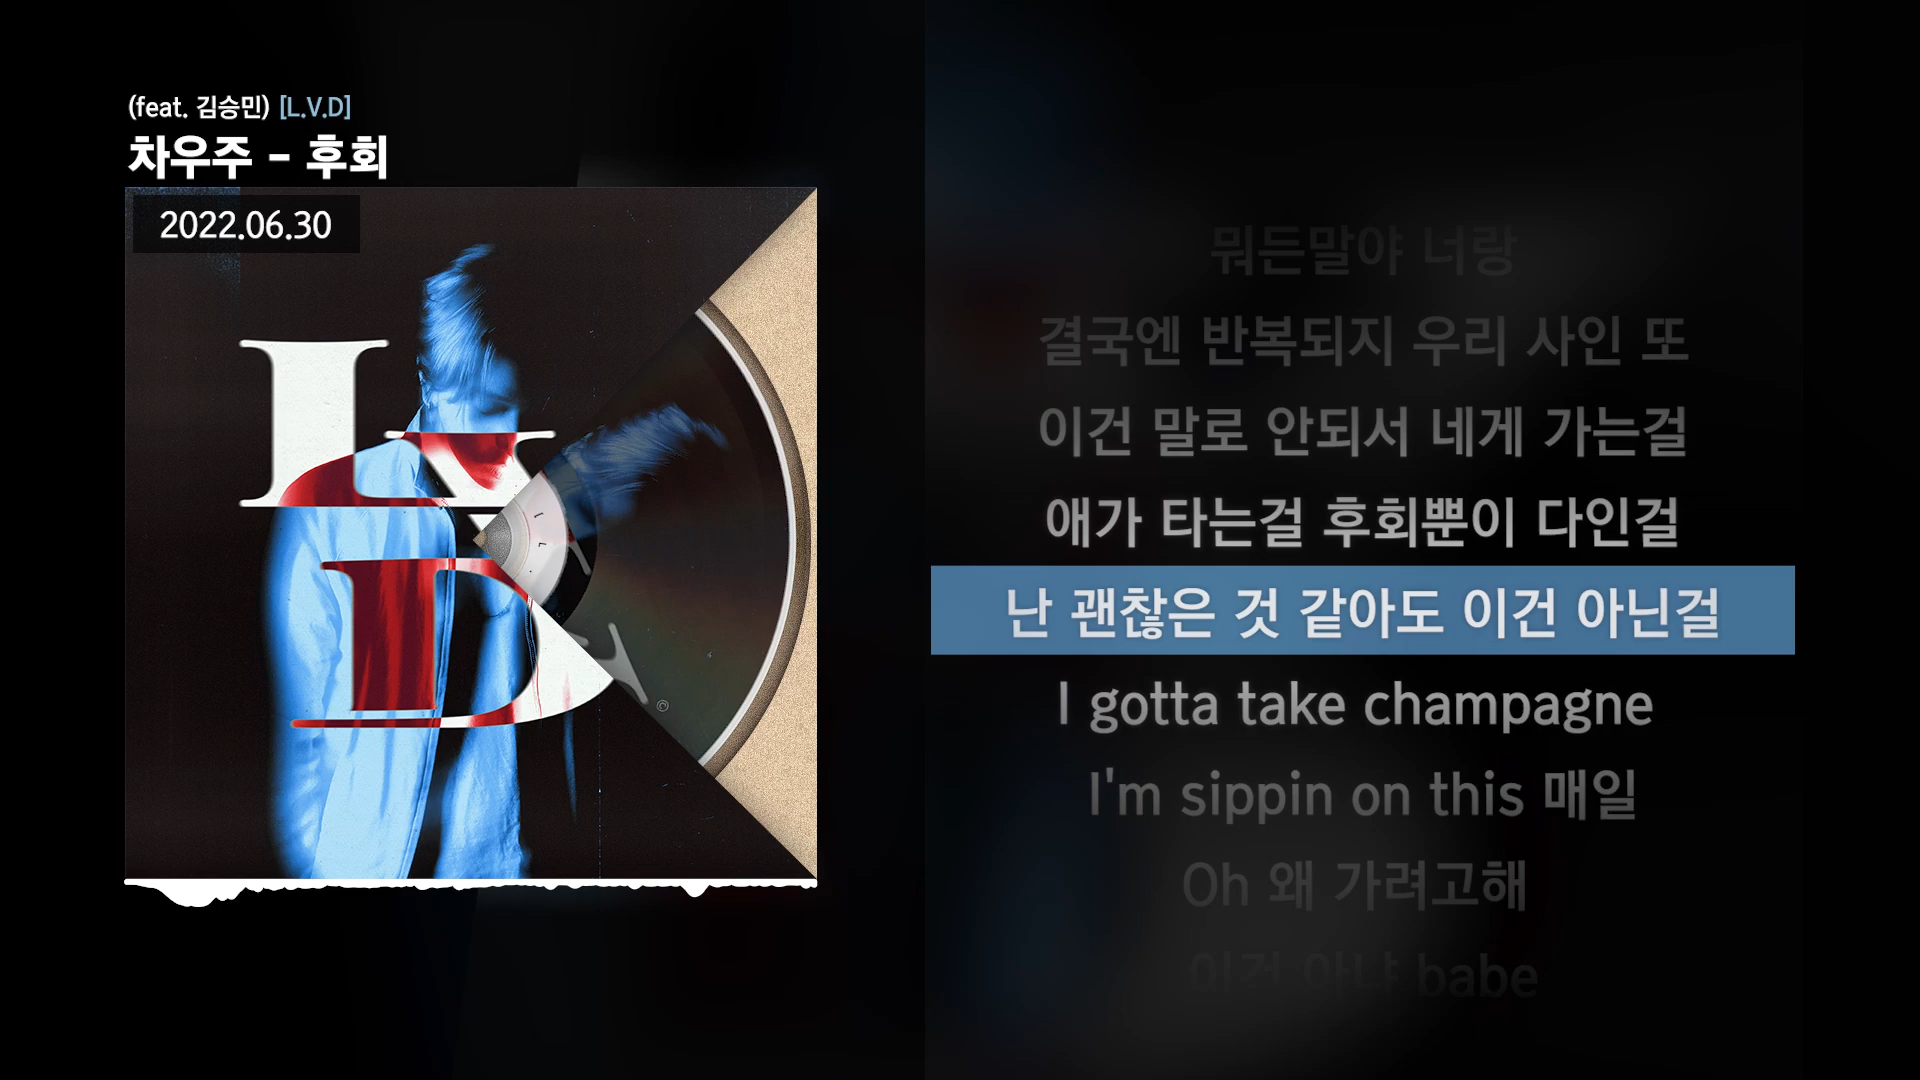 (feat. 김승민) [L.V.D]
차우주 - 후회
2022.06.30
L
V
D
©
뭐든말야 너랑
결국엔 반복되지 우리 사인 또
이건 말로 안되서 네게 가는걸
애가 타는걸 후회뿐이 다인걸
난 괜찮은 것 같아도 이건 아닌걸
I gotta take champagne
I'm sippin on this 매일
Oh 왜 가려고해
이건 아냐 babe